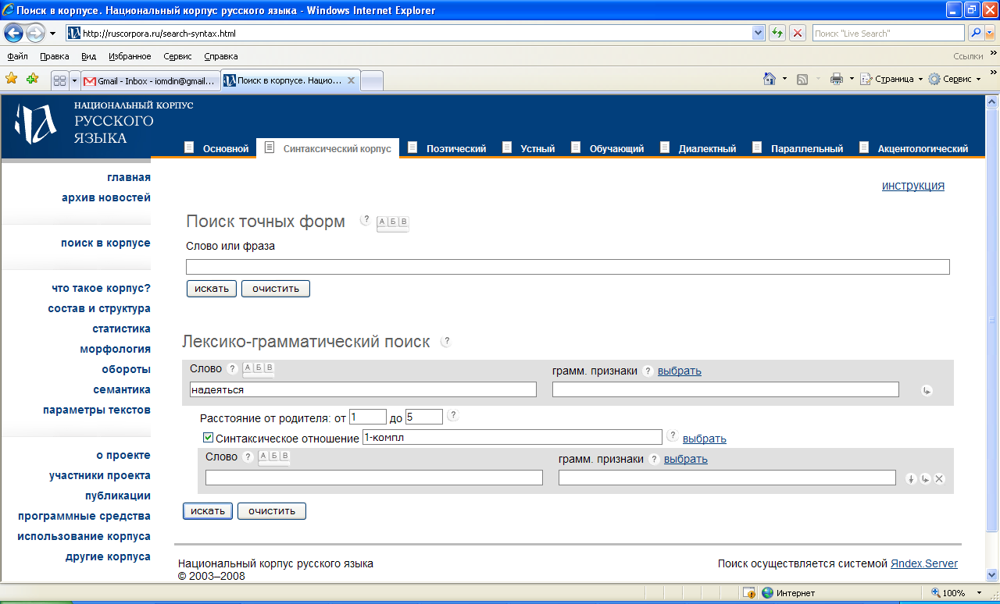 Поиск в корпусе. Национальный корпус русского языка - Windows Internet Explorer
http://ruscorpora.ru/search-syntax.html
Поиск "Live Search"
Файл Правка Вид Избранное Сервис Справка
Ссылки »
Gmail - Inbox - iomdin@gmail... Поиск в корпусе. Нацио... X Страница Сервис »
НАЦИОНАЛЬНЫЙ КОРПУС
РУССКОГО
ЯЗЫКА
Основной Синтаксический корпус Поэтический Устный Обучающий Диалектный Параллельный Акцентологический
главная
архив новостей
поиск в корпусе
что такое корпус?
состав и структура
статистика
морфология
обороты
семантика
параметры текстов
о проекте
участники проекта
публикации
программные средства
использование корпуса
другие корпуса
инструкция
Поиск точных форм ? А Б В
Слово или фраза
искать очистить
Лексико-грамматический поиск ?
Слово ? А Б В грамм. признаки ? выбрать
надеяться
Расстояние от родителя: от 1 до 5 ?
Синтаксическое отношение 1-компл ? выбрать
Слово ? А Б В грамм. признаки ? выбрать
искать очистить
Национальный корпус русского языка Поиск осуществляется системой Яndex.Server
© 2003–2008
Интернет 100%